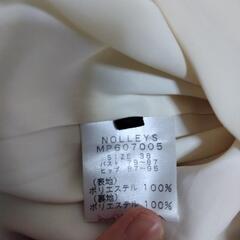 NOLLEYS
MP607005
SIZE 38
バスト 79~87
ヒップ 87~95
(表地)
ポリエステル 100%
(裏地)
ポリエステル 100%